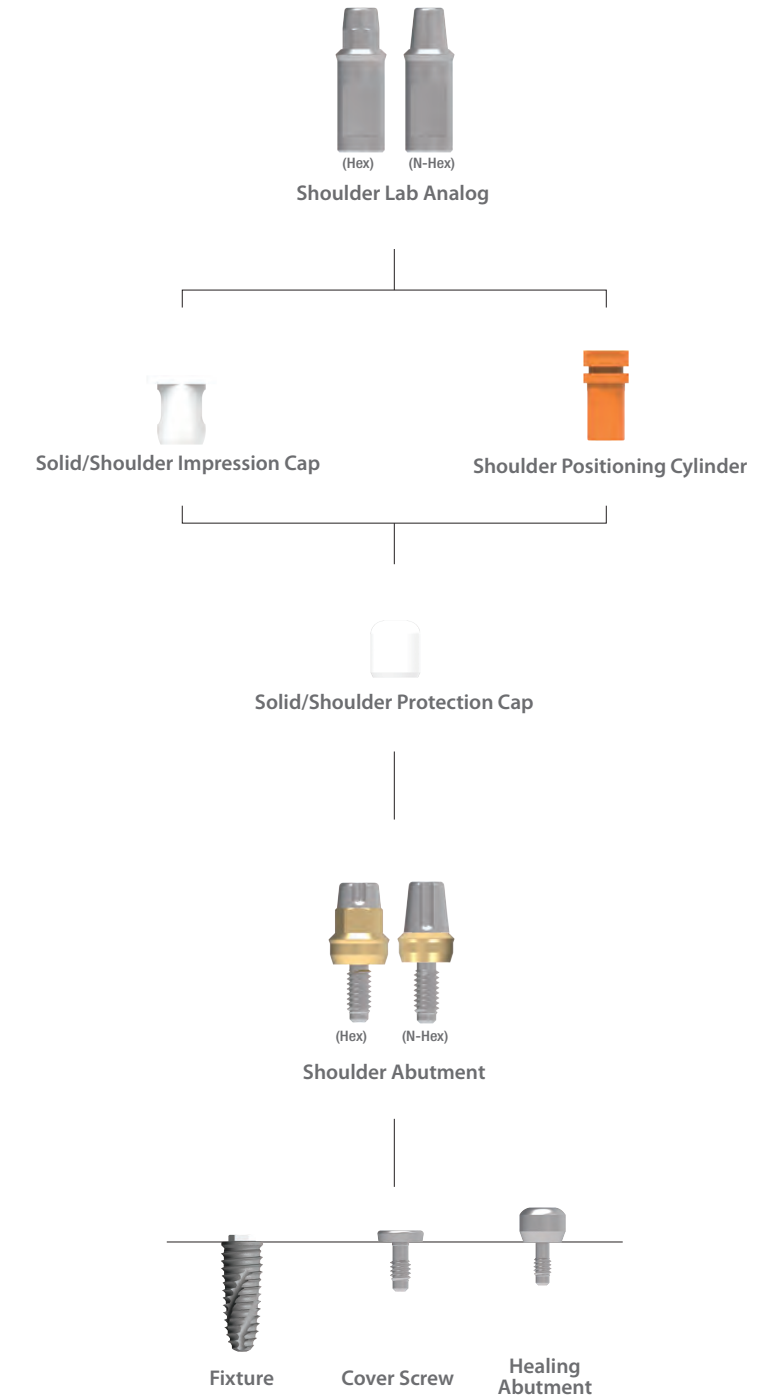 (Hex) (N-Hex)
Shoulder Lab Analog
Solid/Shoulder Impression Cap
Shoulder Positioning Cylinder
Solid/Shoulder Protection Cap
(Hex) (N-Hex)
Shoulder Abutment
Fixture
Cover Screw
Healing
Abutment